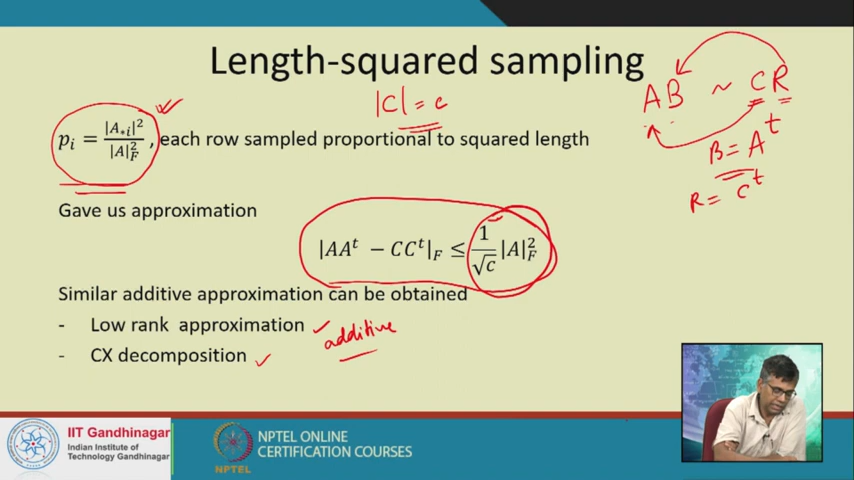 Length-squared sampling
|C| = c
AB ~ CR
B = A^t
R = C^t
p_i = |A_{*i}|^2 / |A|_F^2 , each row sampled proportional to squared length
Gave us approximation
|AA^t − CC^t|_F ≤ 1/√c |A|_F^2
Similar additive approximation can be obtained
- Low rank approximation
additive
- CX decomposition
IIT Gandhinagar
Indian Institute of
Technology Gandhinagar
NPTEL
NPTEL ONLINE
CERTIFICATION COURSES